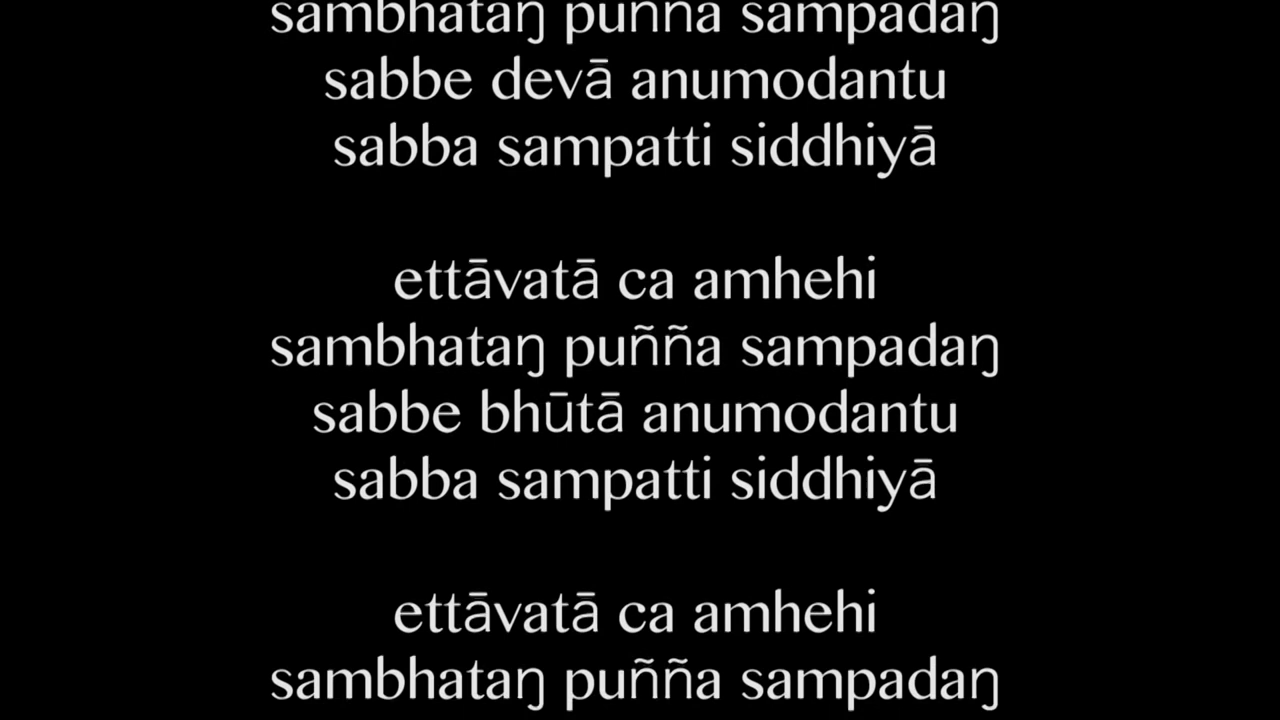 sambhataŋ puñña sampadaŋ
sabbe devā anumodantu
sabba sampatti siddhiyā
ettāvatā ca amhehi
sambhataŋ puñña sampadaŋ
sabbe bhūtā anumodantu
sabba sampatti siddhiyā
ettāvatā ca amhehi
sambhataŋ puñña sampadaŋ